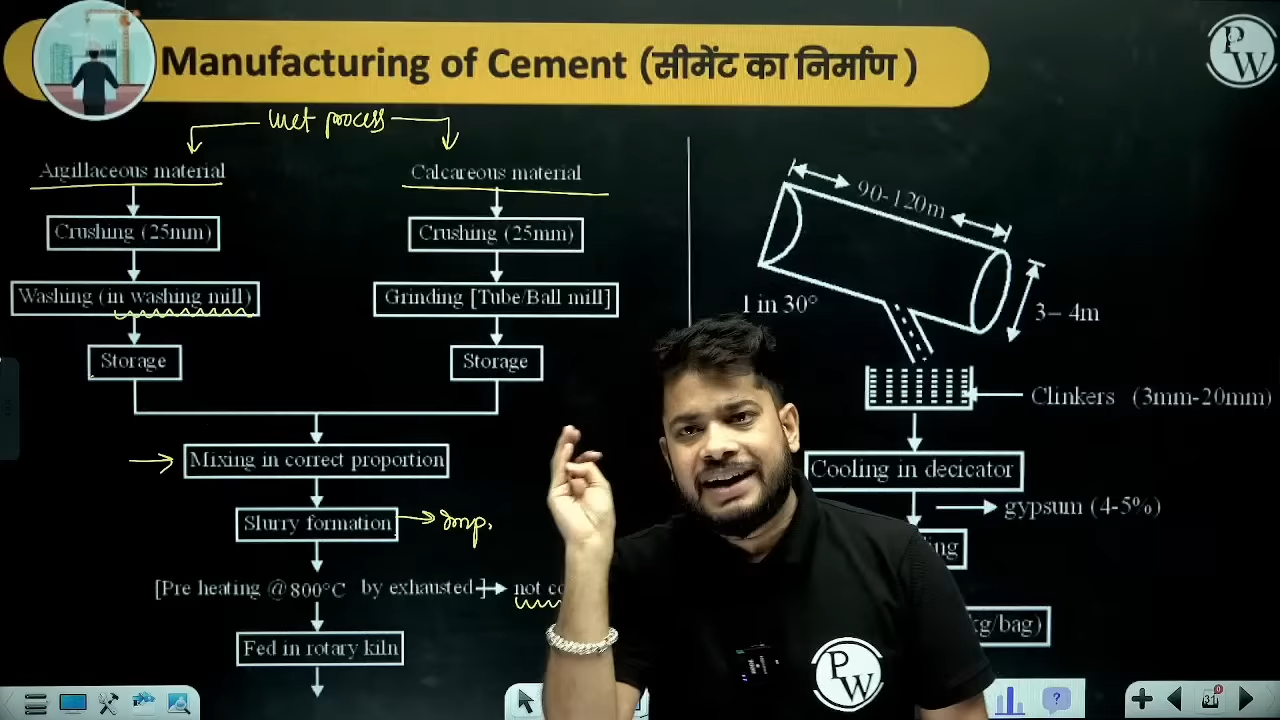 Manufacturing of Cement (सीमेंट का निर्माण )
PW
wet process
Argillaceous material
Calcareous material
Crushing (25mm)
Crushing (25mm)
Washing (in washing mill)
Grinding [Tube/Ball mill]
Storage
Storage
Mixing in correct proportion
Slurry formation
Imp.
[Pre heating @ 800°C by exhausted ]
not
Fed in rotary kiln
90-120m
1 in 30°
3– 4m
Clinkers (3mm-20mm)
Cooling in decicator
gypsum (4-5%)
kg/bag)
PW
31